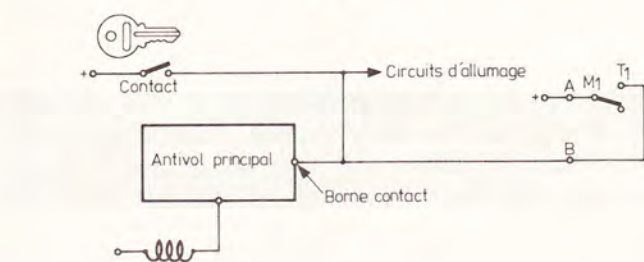 +
Contact
Circuits d'allumage
T1
+ A M1
Antivol principal
B
Borne contact